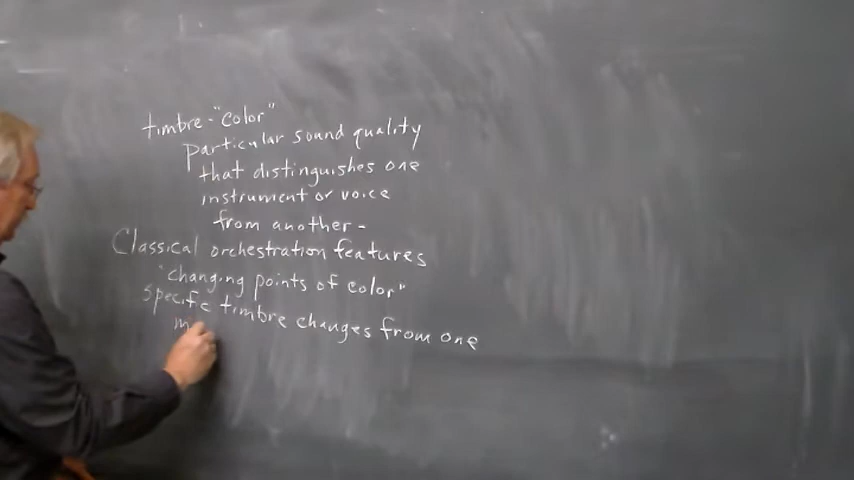 timbre - "color"
particular sound quality
that distinguishes one
instrument or voice
from another -
Classical orchestration features
"changing points of color"
specific timbre changes from one
m